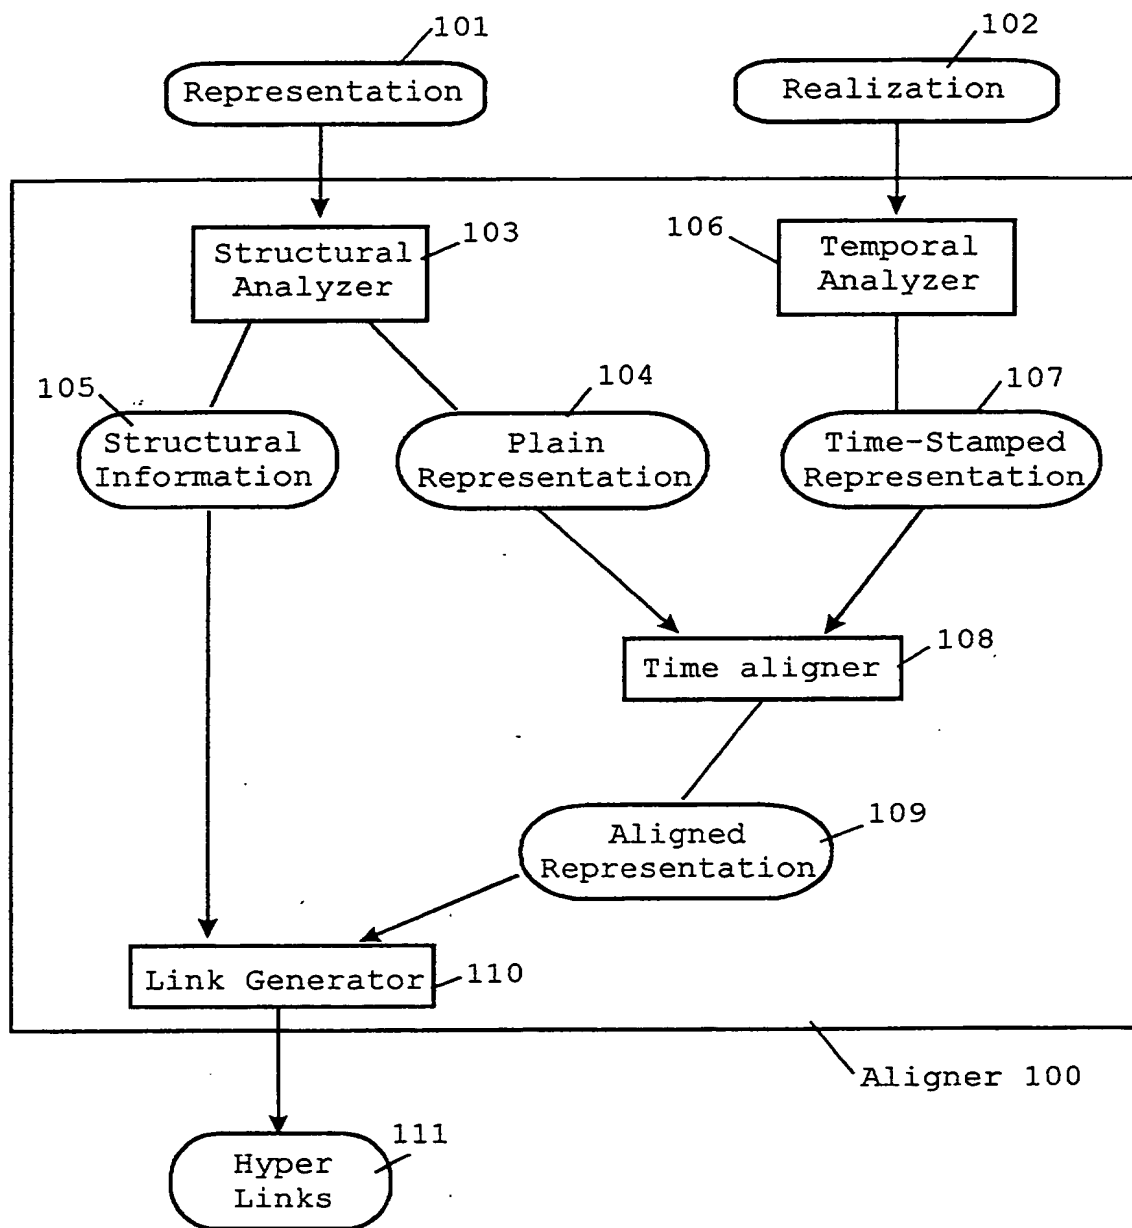 101
102
Representation
Realization
103
Structural
Analyzer
106
Temporal
Analyzer
105
104
107
Structural
Information
Plain
Representation
Time-Stamped
Representation
108
Time aligner
109
Aligned
Representation
Link Generator
110
Aligner 100
111
Hyper
Links